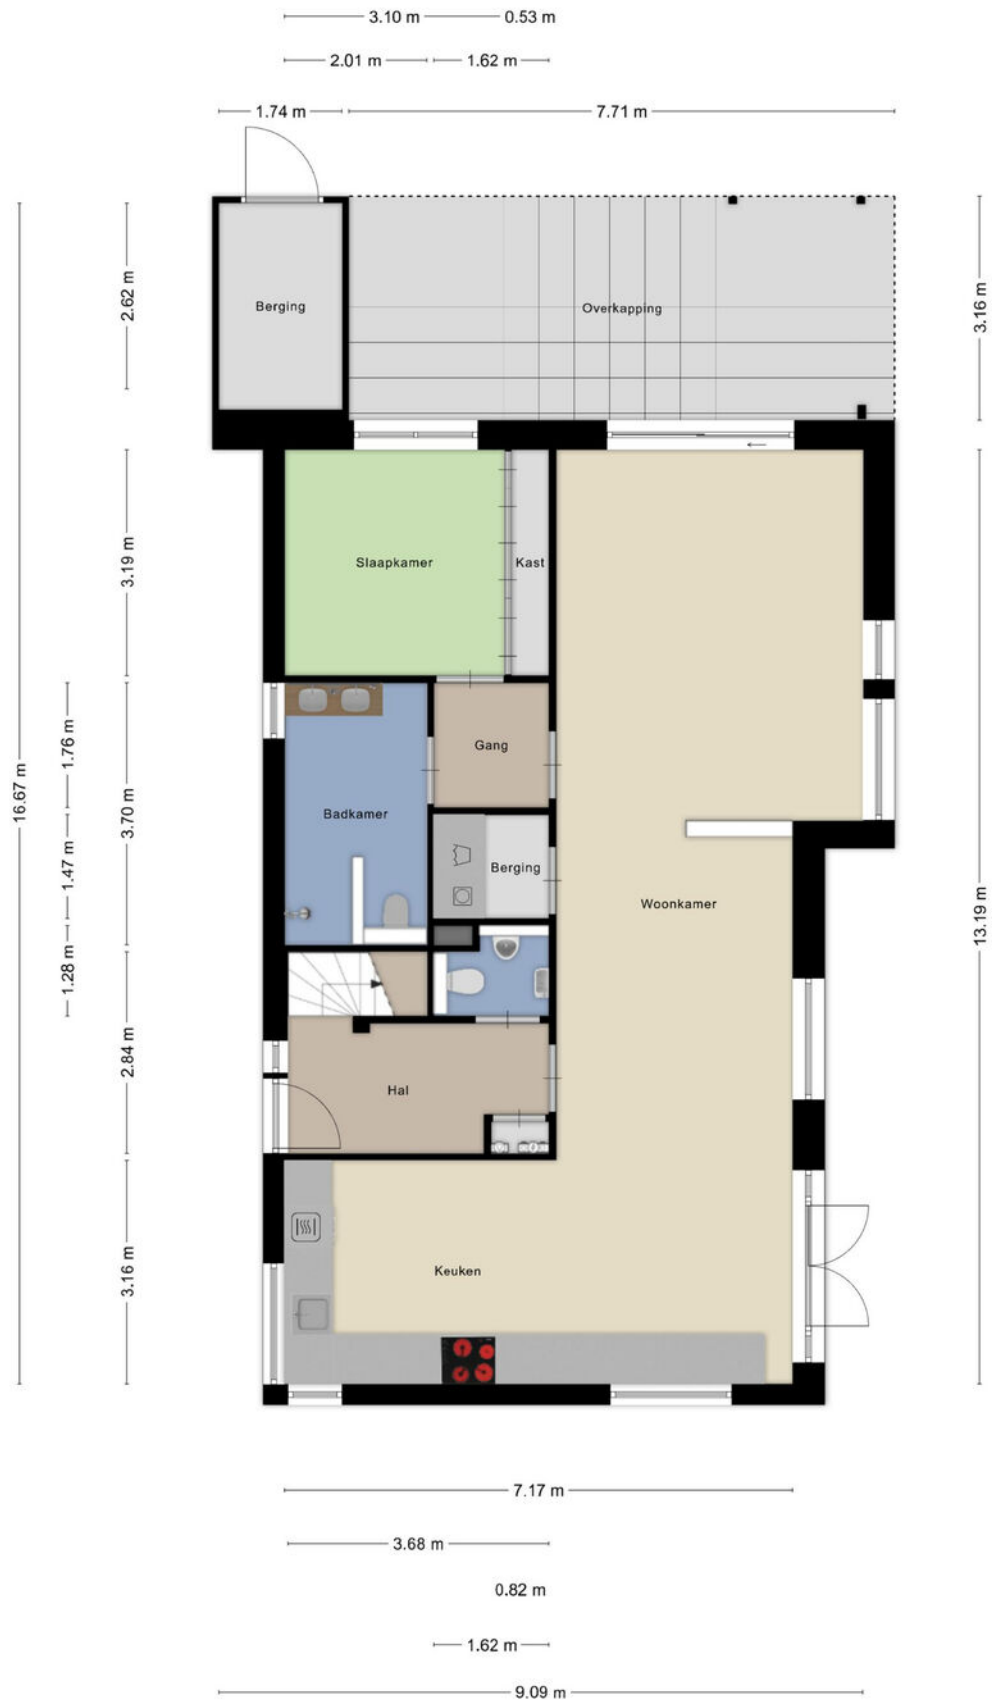 3.10 m
0.53 m
2.01 m
1.62 m
1.74 m
7.71 m
Berging
Overkapping
2.62 m
3.16 m
Slaapkamer
Kast
3.19 m
Gang
1.76 m
16.67 m
3.70 m
Badkamer
1.47 m
Berging
Woonkamer
13.19 m
1.28 m
2.84 m
Hal
3.16 m
Keuken
7.17 m
3.68 m
0.82 m
1.62 m
9.09 m